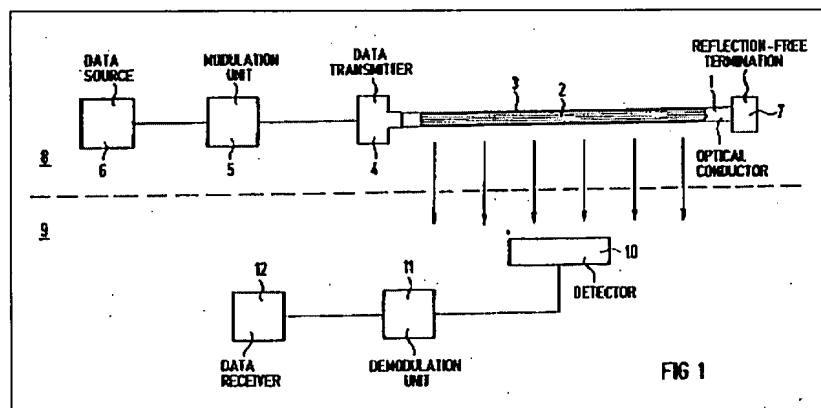 DATA
SOURCE
6
MODULATION
UNIT
5
DATA
TRANSMITIER
4
3
2
REFLECTION-FREE
TERMINATION
1
7
OPTICAL
CONDUCTOR
8
9
10
DETECTOR
11
DEMODULATION
UNIT
12
DATA
RECEIVER
FIG 1